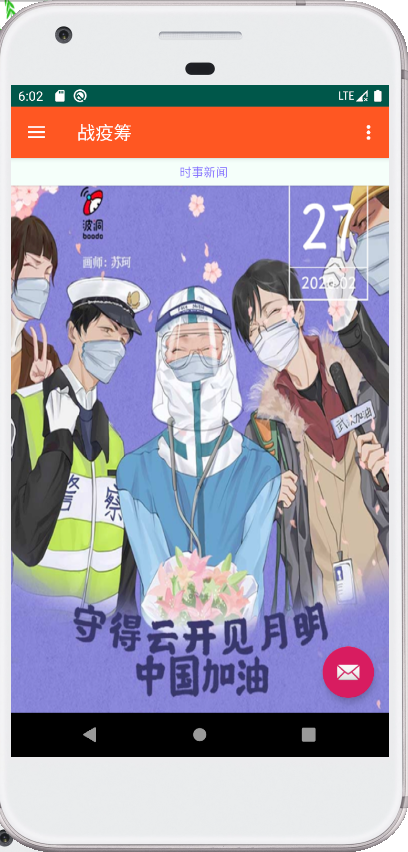 6:02
LTE
战疫筹
时事新闻
波洞
boodo
画师：苏阿
27
2020.02
武汉加油
警察
守得云开见月明
中国加油